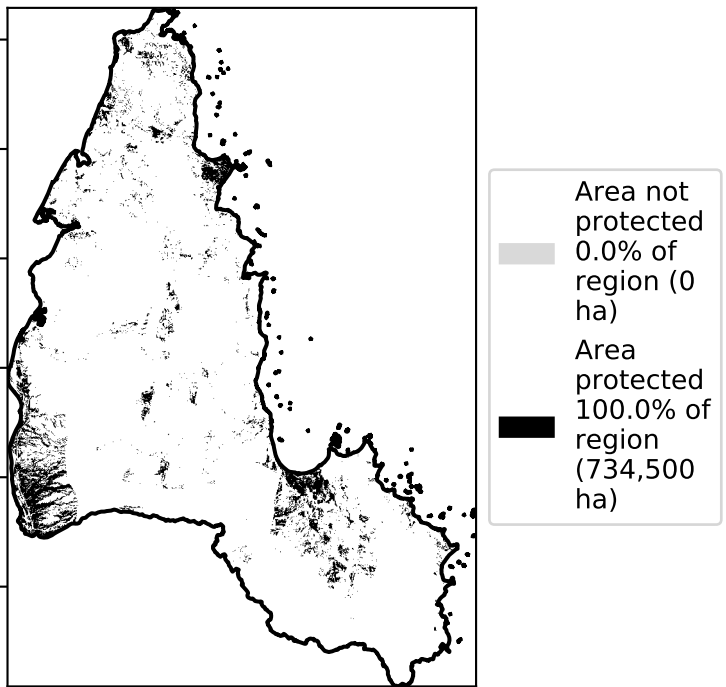 Area not
protected
0.0% of
region (0
ha)
Area
protected
100.0% of
region
(734,500
ha)